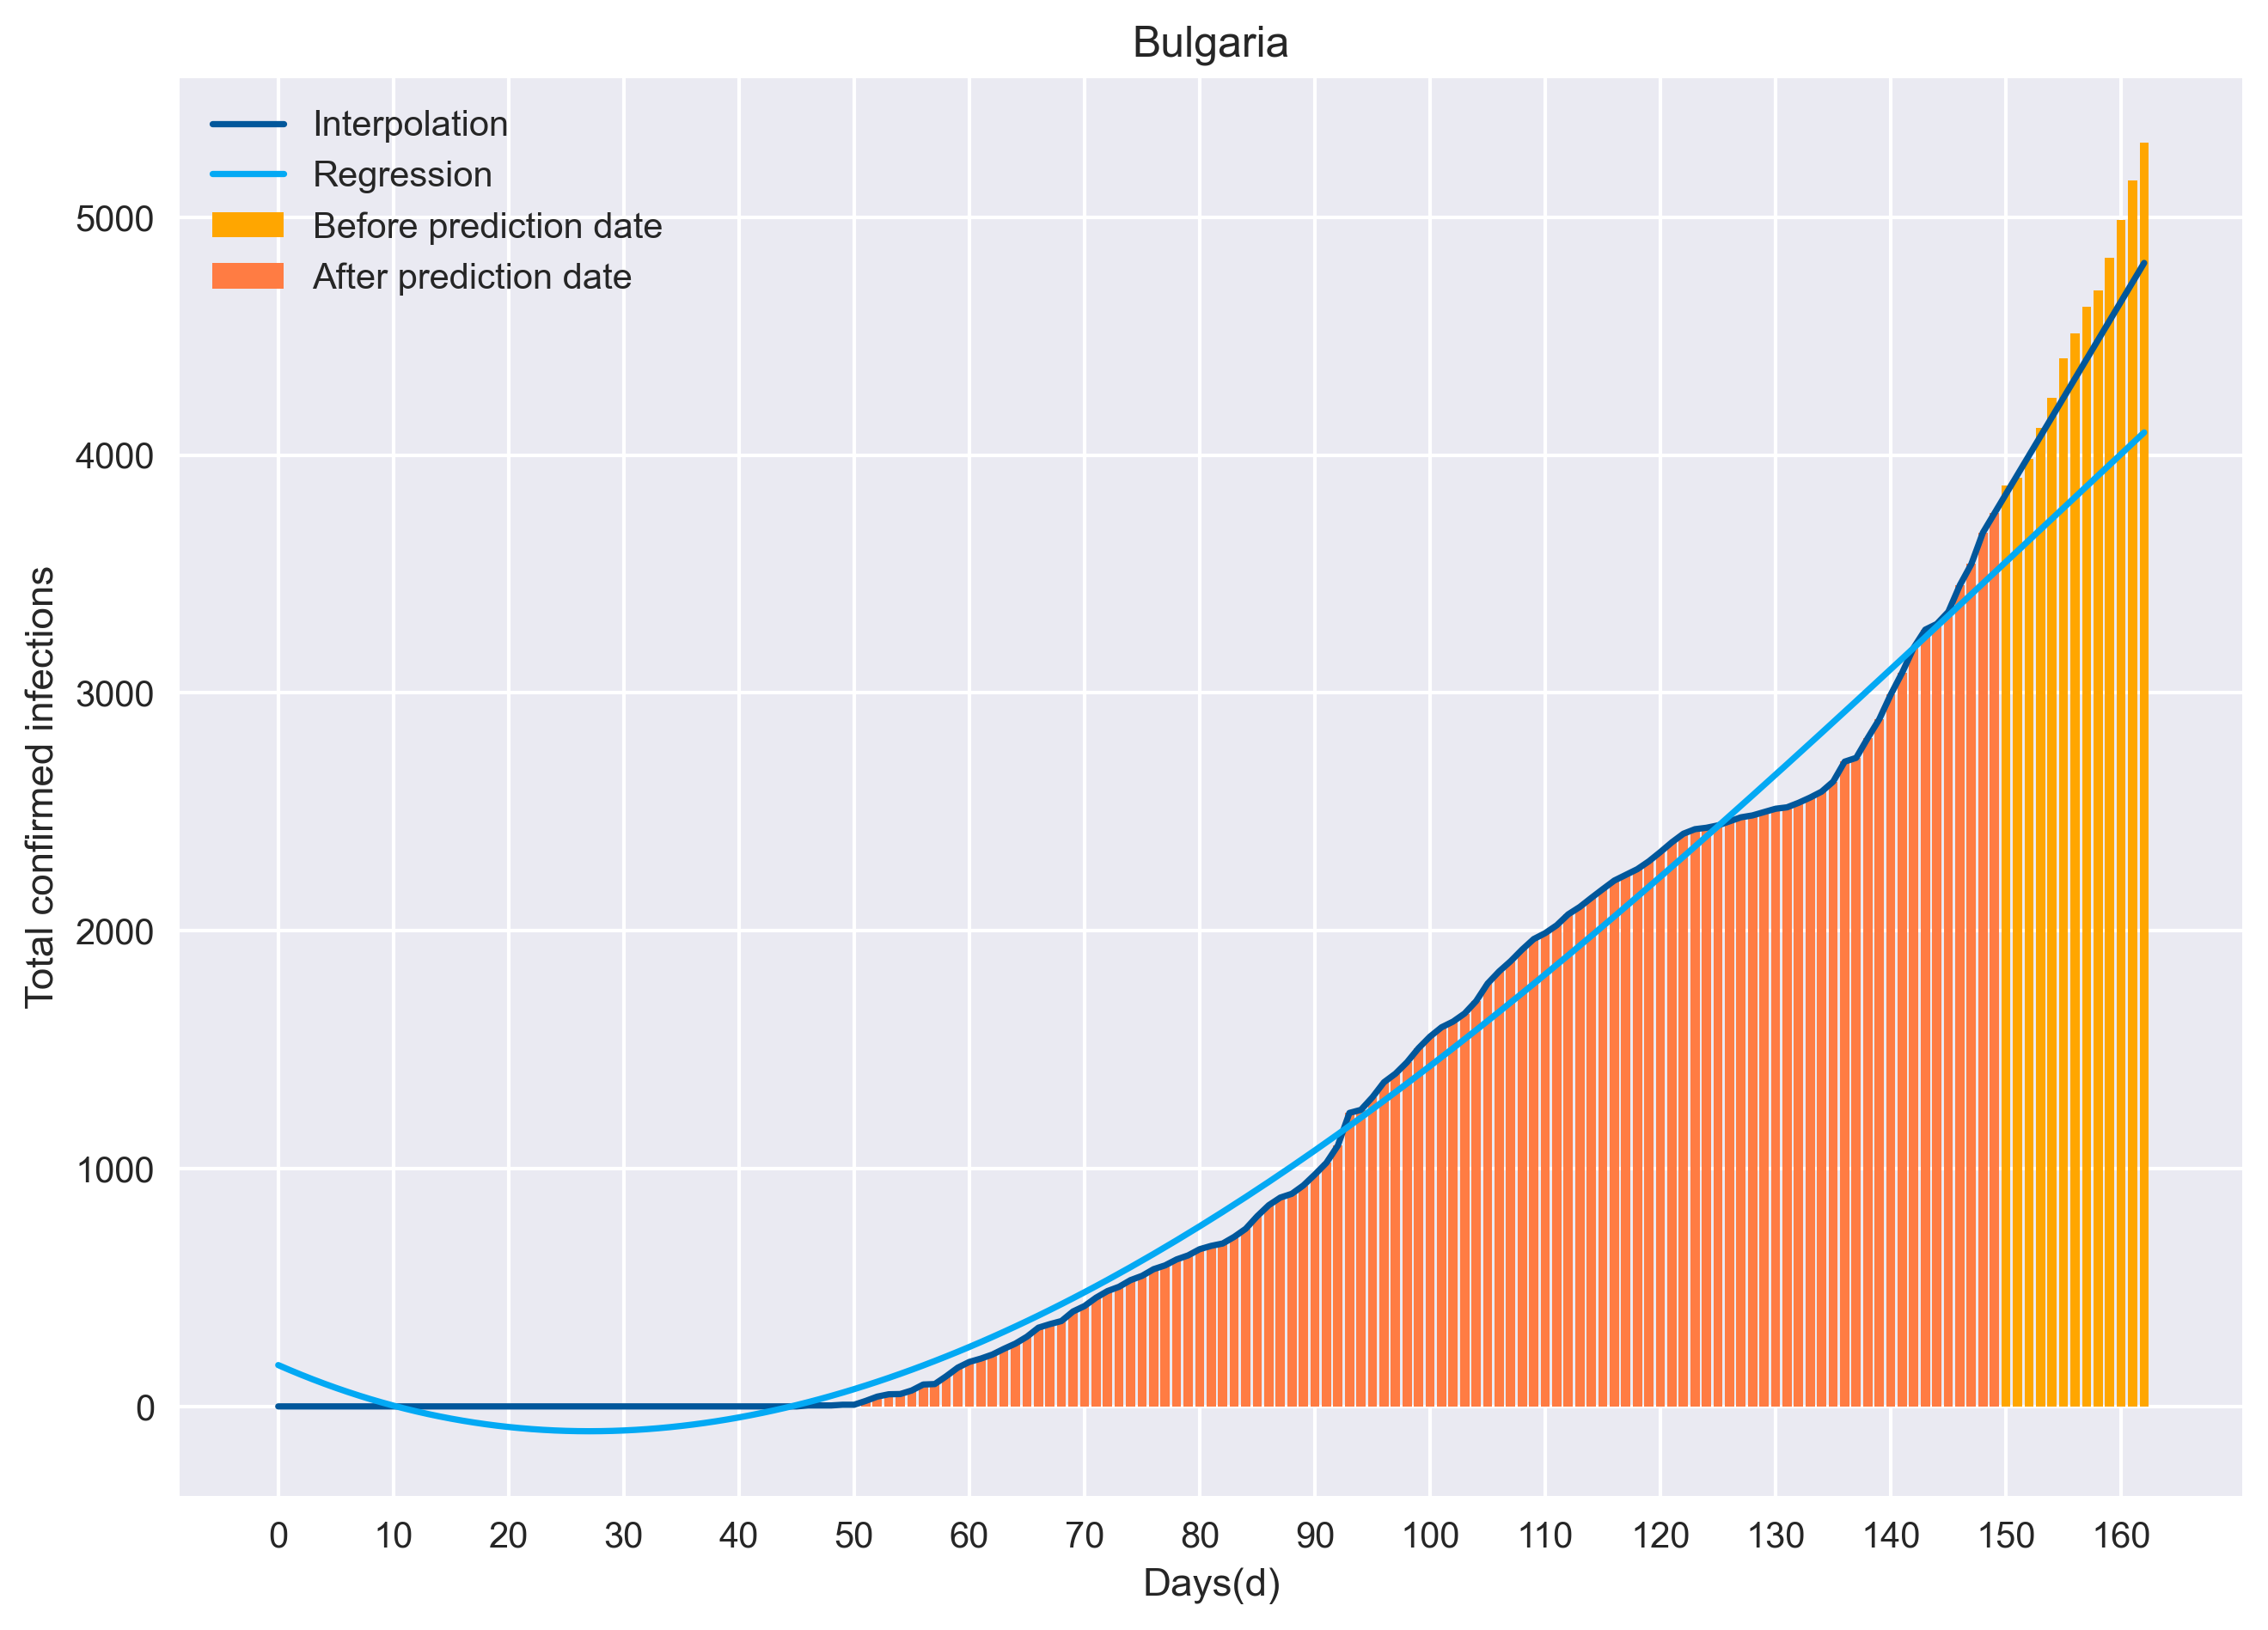 Bulgaria
Interpolation
Regression
Before prediction date
After prediction date
5000
4000
3000
2000
1000
0
Total confirmed infections
0 10 20 30 40 50 60 70 80 90 100 110 120 130 140 150 160
Days(d)